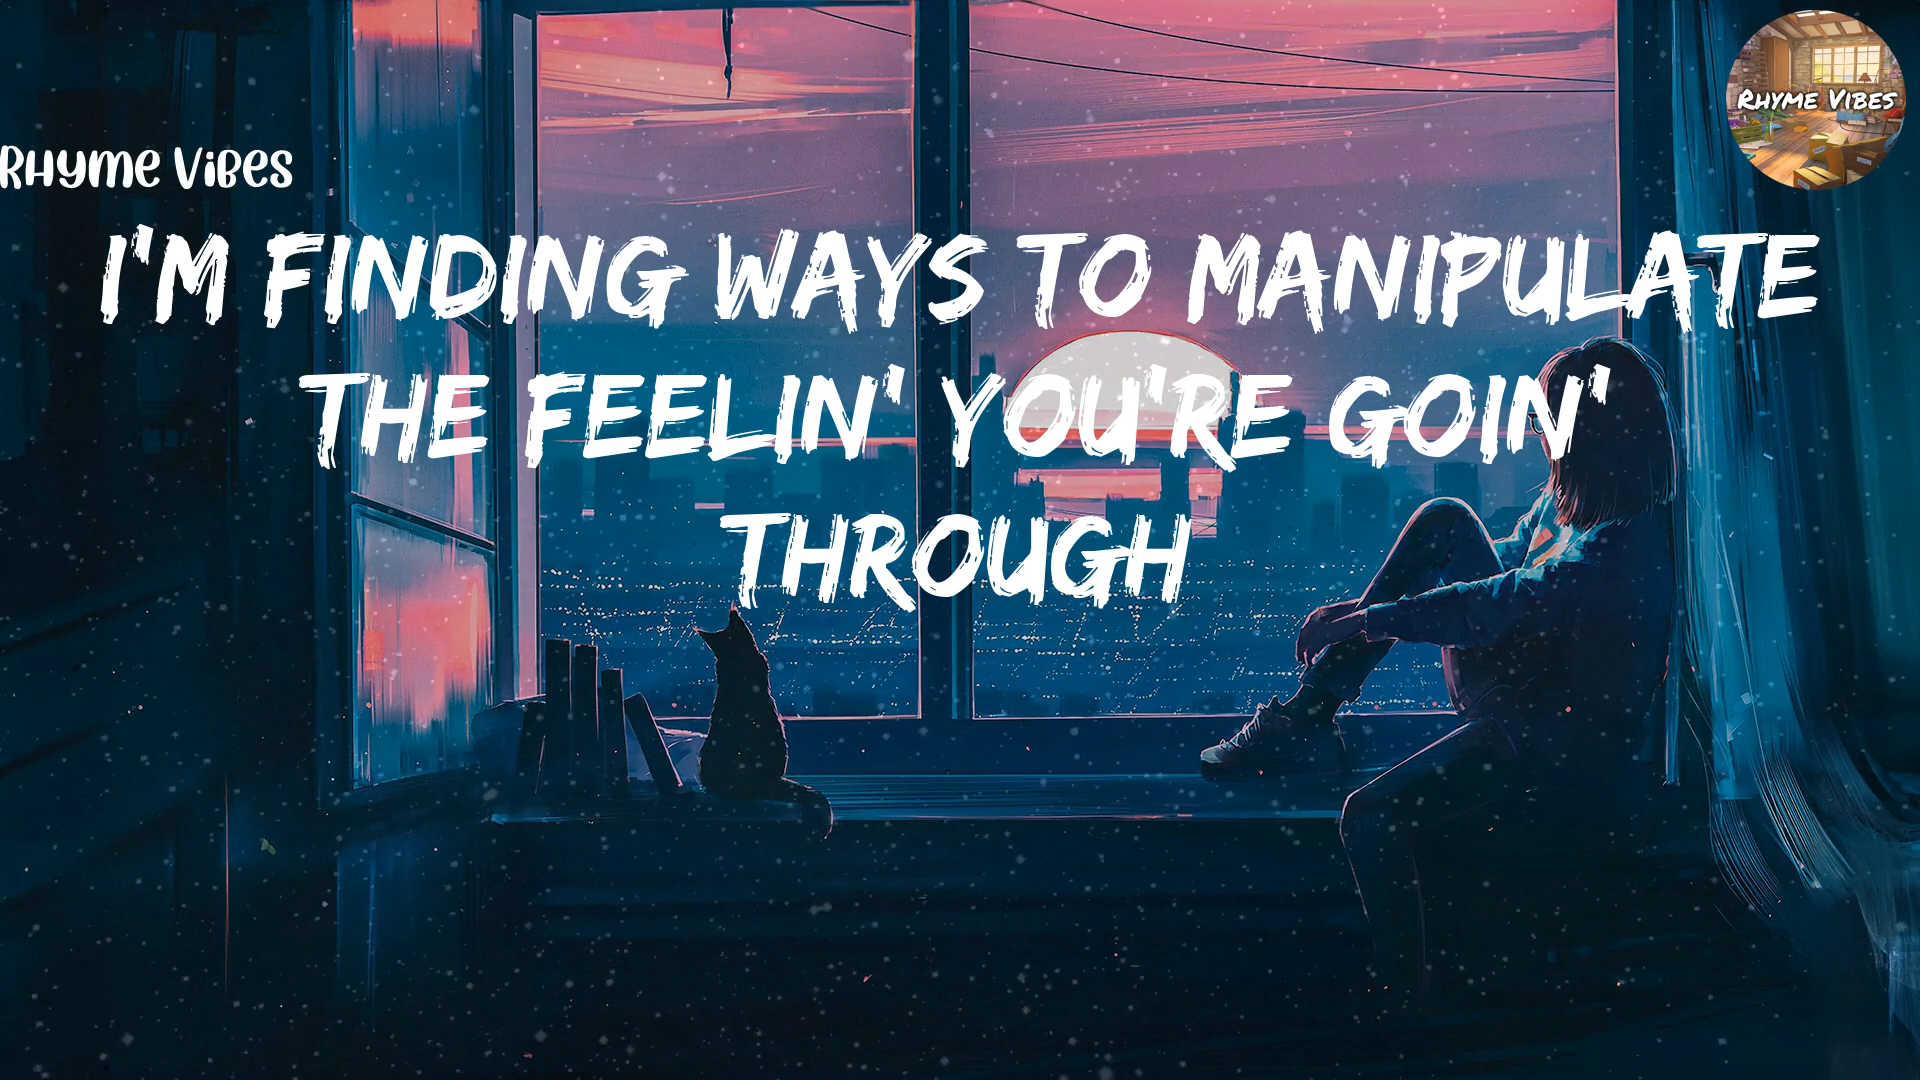 Rhyme Vibes
Rhyme Vibes
I'M FINDING WAYS TO MANIPULATE
THE FEELIN' YOU'RE GOIN'
THROUGH